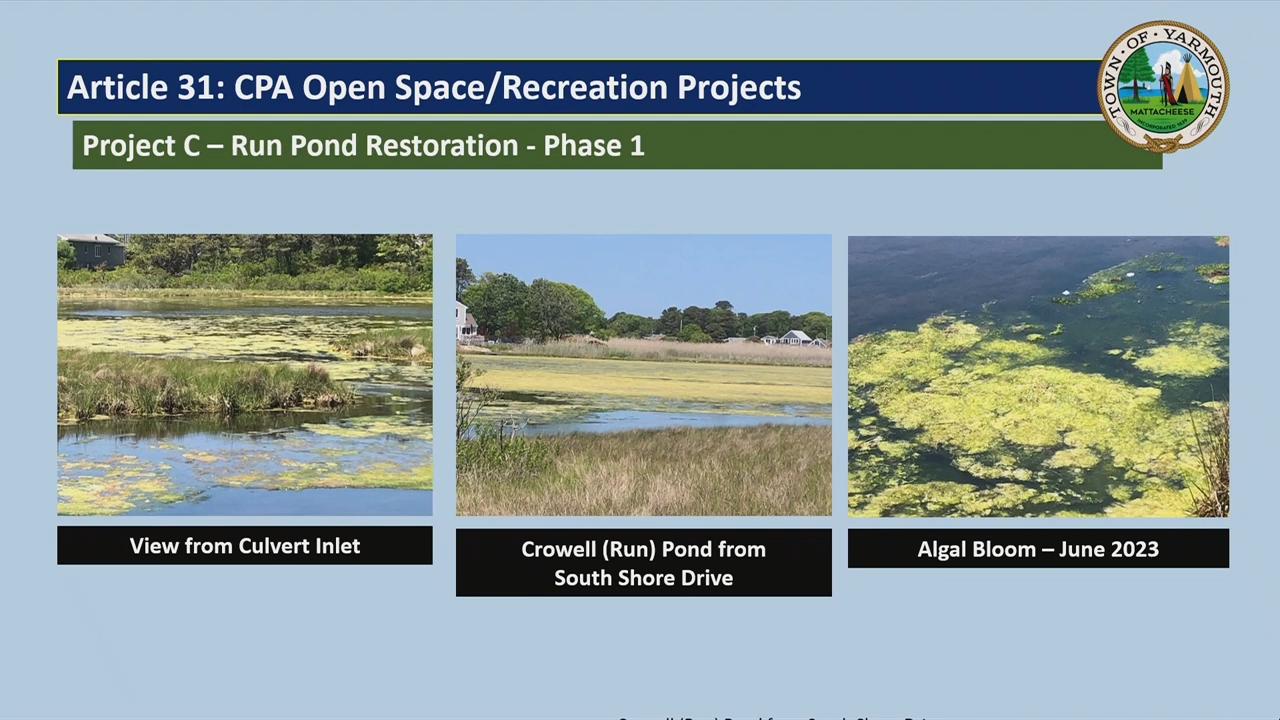 Article 31: CPA Open Space/Recreation Projects
TOWN · OF · YARMOUTH
MATTACHEESE
Project C – Run Pond Restoration - Phase 1
View from Culvert Inlet
Crowell (Run) Pond from
South Shore Drive
Algal Bloom – June 2023